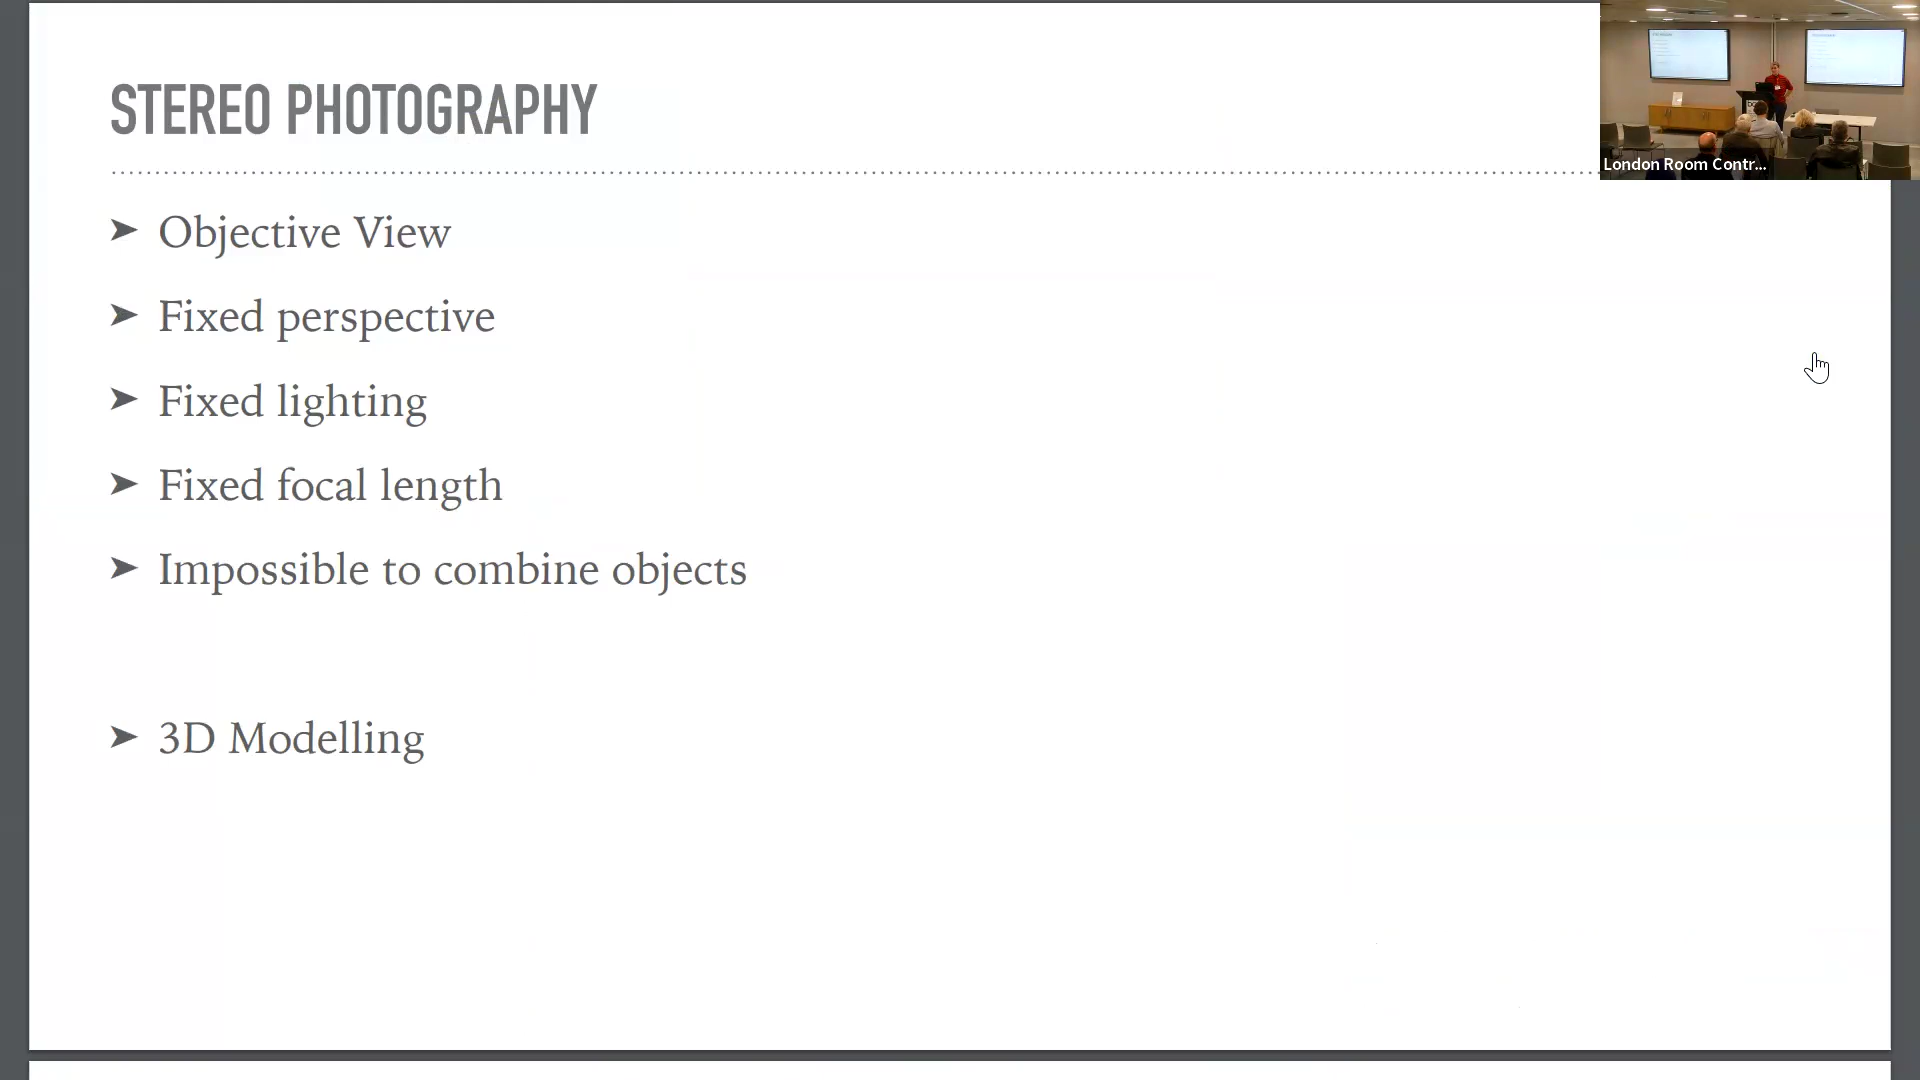 STEREO PHOTOGRAPHY
➤ Objective View
➤ Fixed perspective
➤ Fixed lighting
➤ Fixed focal length
➤ Impossible to combine objects
➤ 3D Modelling
London Room Contr...